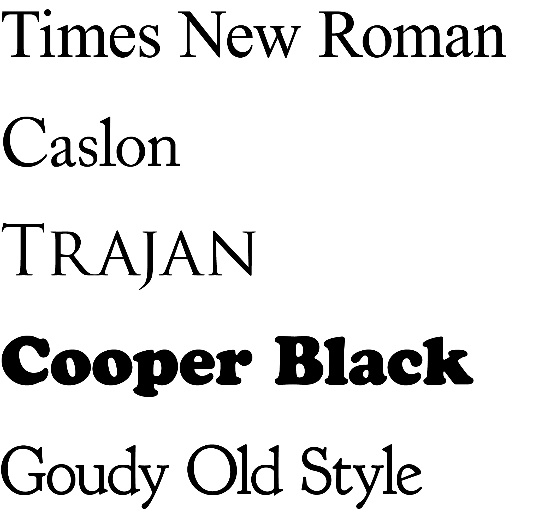 Times New Roman
Caslon
TRAJAN
Cooper Black
Goudy Old Style